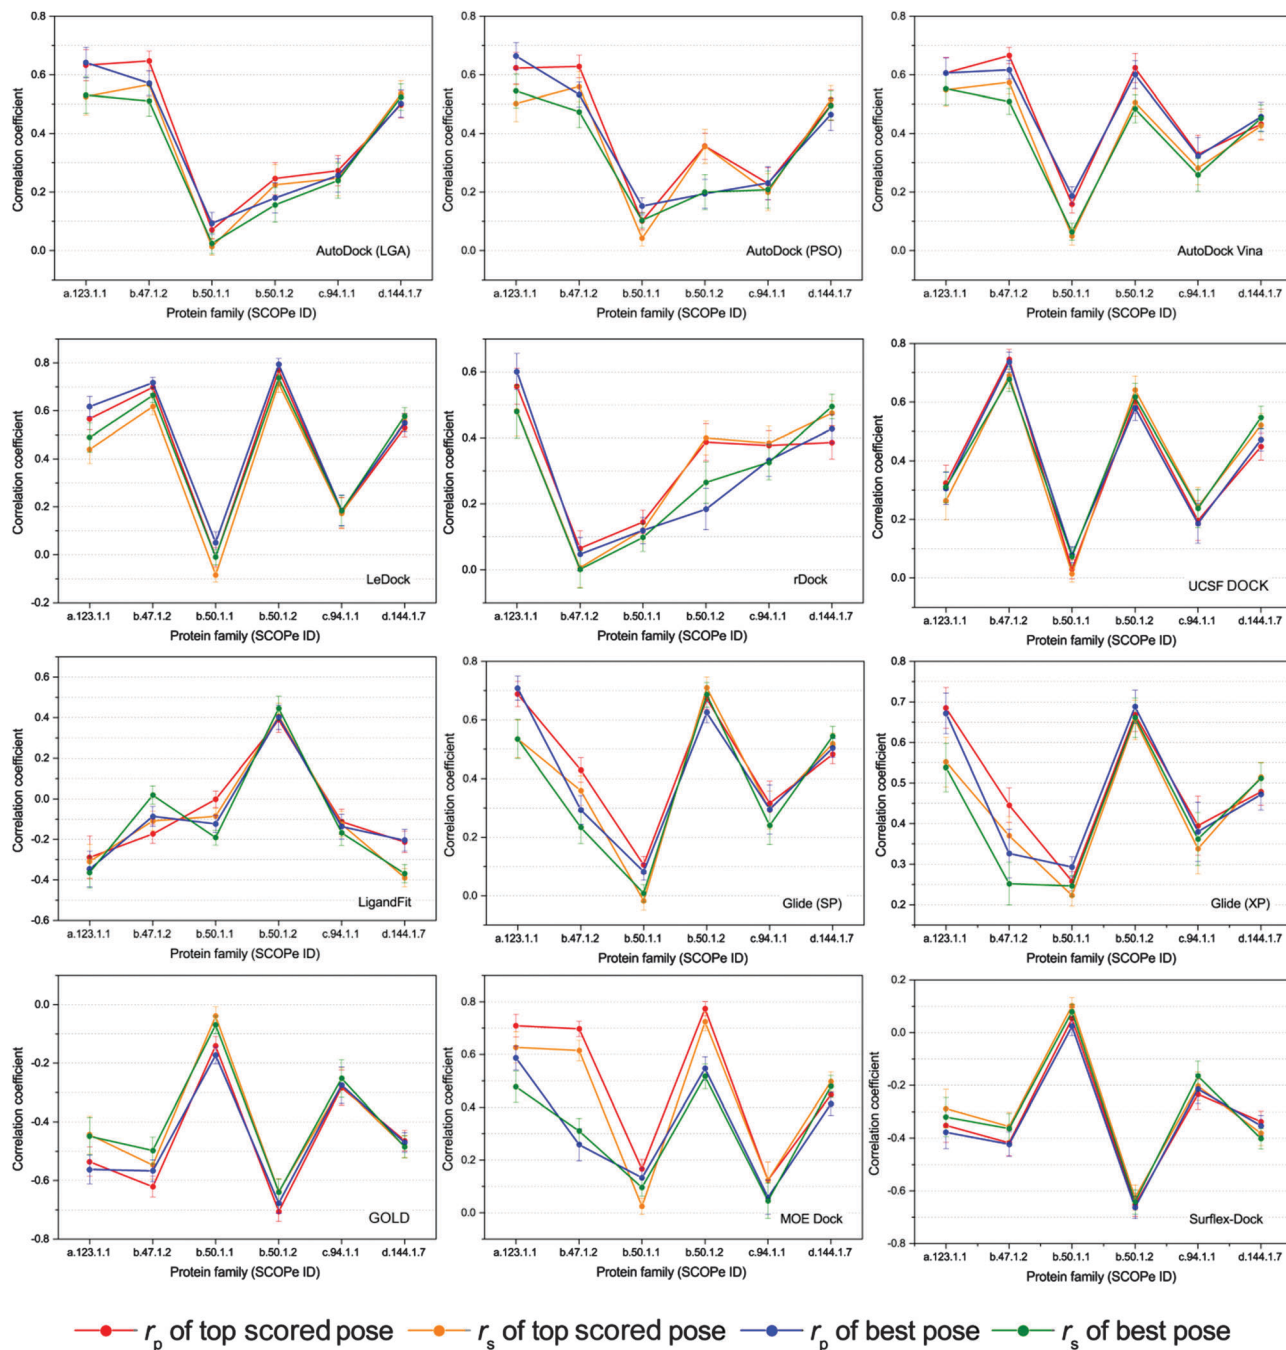 0.8
0.6
0.4
0.2
0.0
Correlation coefficient
AutoDock (LGA)
a.123.1.1 b.47.1.2 b.50.1.1 b.50.1.2 c.94.1.1 d.144.1.7
Protein family (SCOPe ID)
0.8
0.6
0.4
0.2
0.0
Correlation coefficient
AutoDock (PSO)
a.123.1.1 b.47.1.2 b.50.1.1 b.50.1.2 c.94.1.1 d.144.1.7
Protein family (SCOPe ID)
0.8
0.6
0.4
0.2
0.0
Correlation coefficient
AutoDock Vina
a.123.1.1 b.47.1.2 b.50.1.1 b.50.1.2 c.94.1.1 d.144.1.7
Protein family (SCOPe ID)
0.8
0.6
0.4
0.2
0.0
-0.2
Correlation coefficient
LeDock
a.123.1.1 b.47.1.2 b.50.1.1 b.50.1.2 c.94.1.1 d.144.1.7
Protein family (SCOPe ID)
0.6
0.4
0.2
0.0
Correlation coefficient
rDock
a.123.1.1 b.47.1.2 b.50.1.1 b.50.1.2 c.94.1.1 d.144.1.7
Protein family (SCOPe ID)
0.8
0.6
0.4
0.2
0.0
Correlation coefficient
UCSF DOCK
a.123.1.1 b.47.1.2 b.50.1.1 b.50.1.2 c.94.1.1 d.144.1.7
Protein family (SCOPe ID)
0.6
0.4
0.2
0.0
-0.2
-0.4
-0.6
Correlation coefficient
LigandFit
a.123.1.1 b.47.1.2 b.50.1.1 b.50.1.2 c.94.1.1 d.144.1.7
Protein family (SCOPe ID)
0.8
0.6
0.4
0.2
0.0
Correlation coefficient
Glide (SP)
a.123.1.1 b.47.1.2 b.50.1.1 b.50.1.2 c.94.1.1 d.144.1.7
Protein family (SCOPe ID)
0.8
0.7
0.6
0.5
0.4
0.3
0.2
Correlation coefficient
Glide (XP)
a.123.1.1 b.47.1.2 b.50.1.1 b.50.1.2 c.94.1.1 d.144.1.7
Protein family (SCOPe ID)
0.0
-0.2
-0.4
-0.6
-0.8
Correlation coefficient
GOLD
a.123.1.1 b.47.1.2 b.50.1.1 b.50.1.2 c.94.1.1 d.144.1.7
Protein family (SCOPe ID)
0.8
0.6
0.4
0.2
0.0
Correlation coefficient
MOE Dock
a.123.1.1 b.47.1.2 b.50.1.1 b.50.1.2 c.94.1.1 d.144.1.7
Protein family (SCOPe ID)
0.2
0.0
-0.2
-0.4
-0.6
-0.8
Correlation coefficient
Surflex-Dock
a.123.1.1 b.47.1.2 b.50.1.1 b.50.1.2 c.94.1.1 d.144.1.7
Protein family (SCOPe ID)
rp of top scored pose rs of top scored pose rp of best pose rs of best pose